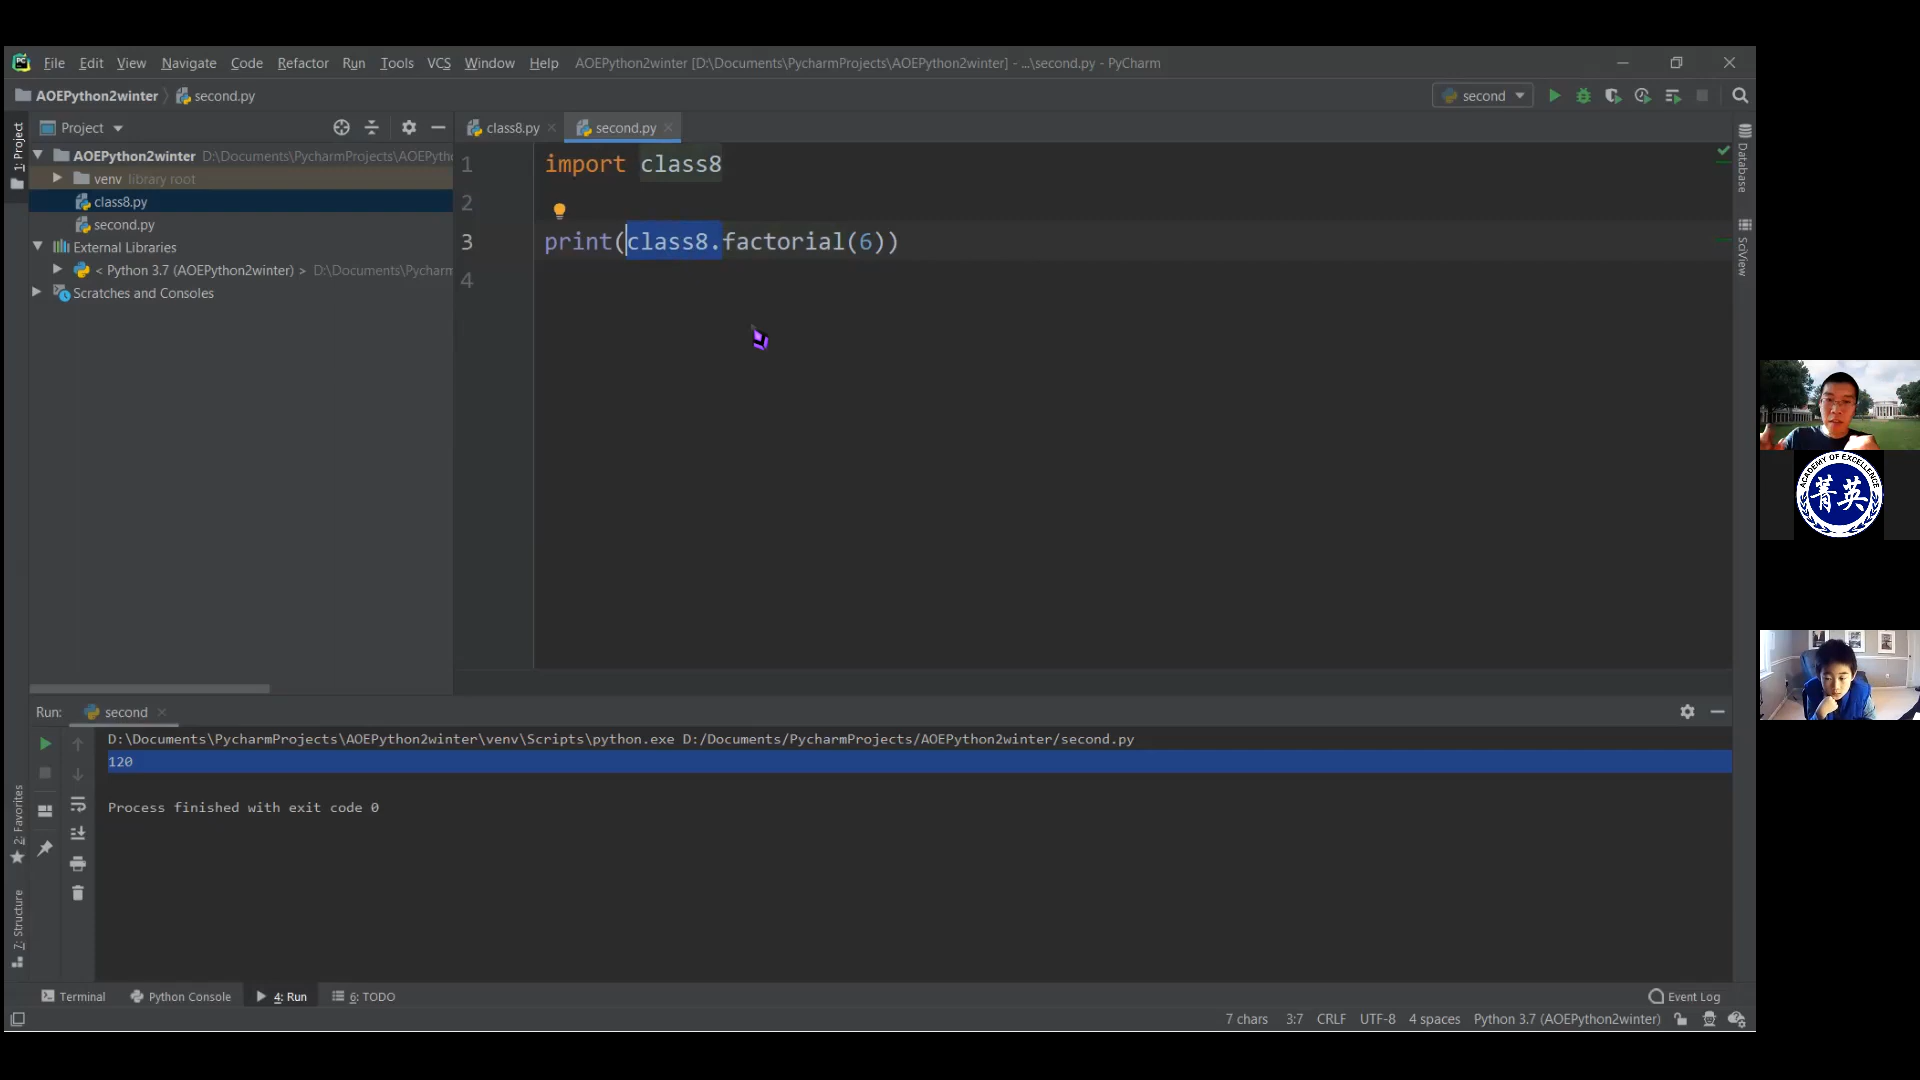 File Edit View Navigate Code Refactor Run Tools VCS Window Help AOEPython2winter [D:\Documents\PycharmProjects\AOEPython2winter] - ...\second.py - PyCharm
AOEPython2winter second.py
second
Project
class8.py
second.py
1: Project
AOEPython2winter D:\Documents\PycharmProjects\AOEPytho
venv library root
class8.py
second.py
External Libraries
< Python 3.7 (AOEPython2winter) > D:\Documents\Pycharm
Scratches and Consoles
1 import class8
2
3 print(class8.factorial(6))
4
Database
SciView
ACADEMY OF EXCELLENCE
菁英
Run: second
D:\Documents\PycharmProjects\AOEPython2winter\venv\Scripts\python.exe D:/Documents/PycharmProjects/AOEPython2winter/second.py
120
Process finished with exit code 0
2: Favorites
7: Structure
Terminal Python Console 4: Run 6: TODO Event Log
7 chars 3:7 CRLF UTF-8 4 spaces Python 3.7 (AOEPython2winter)